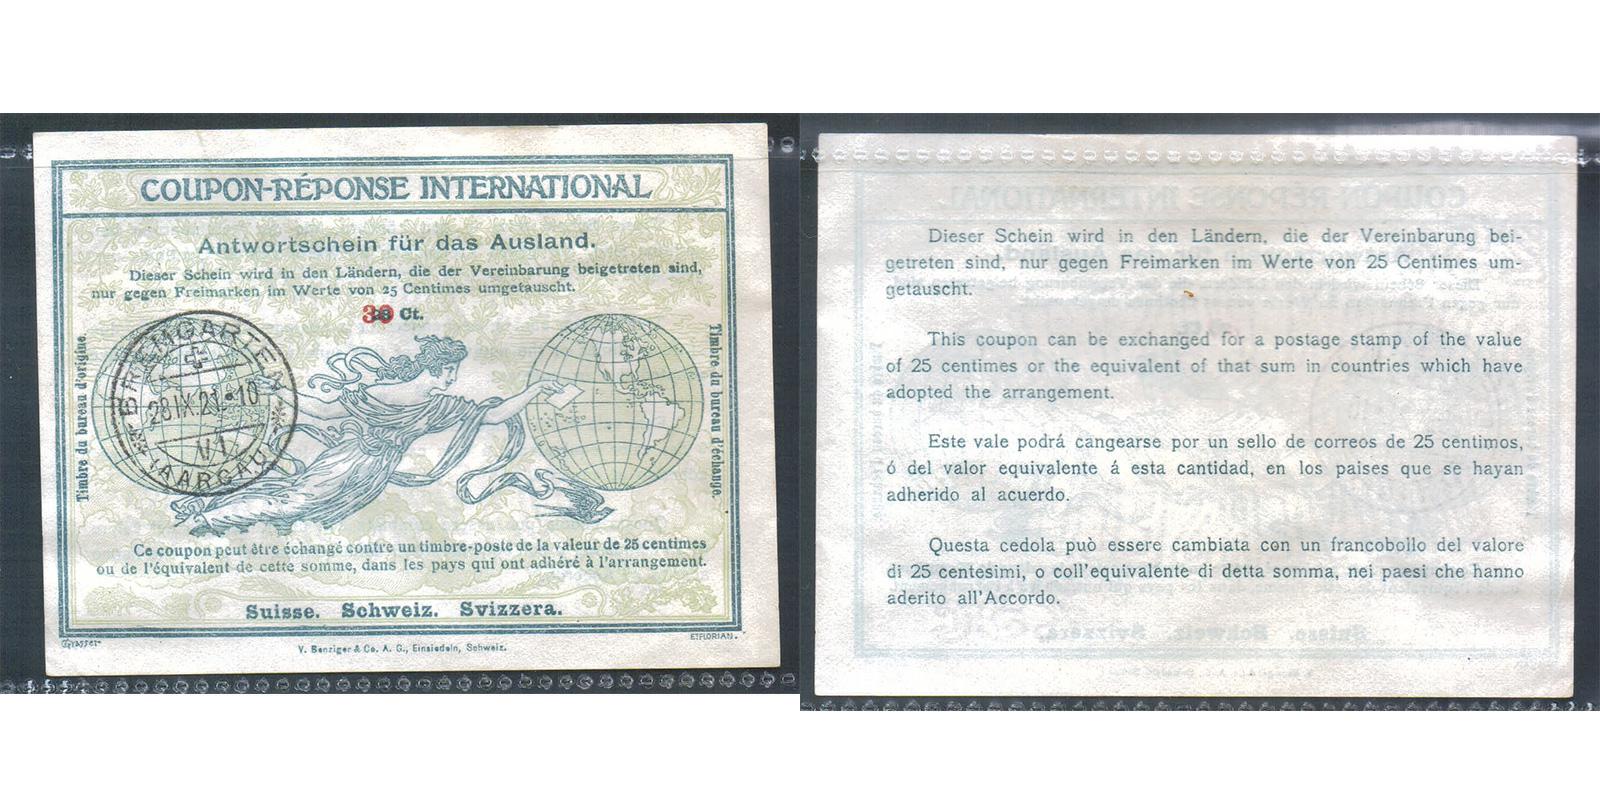 COUPON-RÉPONSE INTERNATIONAL
Antwortschein für das Ausland.
Dieser Schein wird in den Ländern, die der Vereinbarung beigetreten sind,
nur gegen Freimarken im Werte von 25 Centimes umgetauscht.
30 Ct.
Timbre du bureau d'origine.
BREMGARTEN
28.IX.21.-10
VI
(AARGAU)
Timbre du bureau d'échange.
Ce coupon peut être échangé contre un timbre-poste de la valeur de 25 centimes
ou de l'équivalent de cette somme, dans les pays qui ont adhéré à l'arrangement.
Suisse. Schweiz. Svizzera.
Grasset
E. FLORIAN.
V. Benziger & Co. A. G., Einsiedeln, Schweiz.
Dieser Schein wird in den Ländern, die der Vereinbarung bei-
getreten sind, nur gegen Freimarken im Werte von 25 Centimes um-
getauscht.
This coupon can be exchanged for a postage stamp of the value
of 25 centimes or the equivalent of that sum in countries which have
adopted the arrangement.
Este vale podrá cangearse por un sello de correos de 25 centimos,
ó del valor equivalente á esta cantidad, en los paises que se hayan
adherido al acuerdo.
Questa cedola può essere cambiata con un francobollo del valore
di 25 centesimi, o coll'equivalente di detta somma, nei paesi che hanno
aderito all'Accordo.